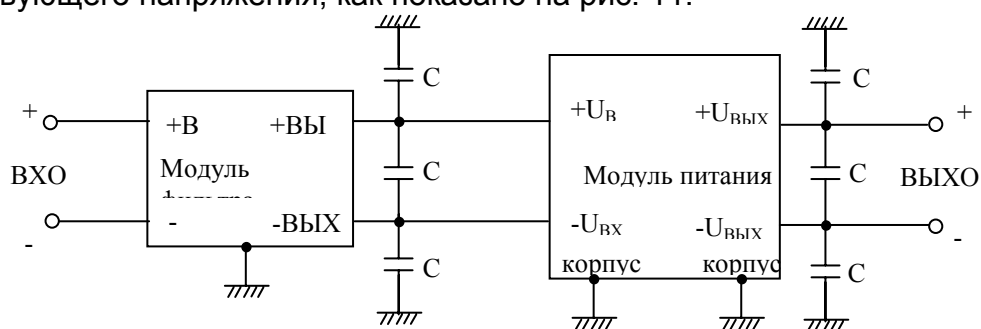 вующего напряжения, как показано на рис. 11.
C
C
+
+В
+ВЫ
+U_В
+U_ВЫХ
+
ВХО
Модуль
C
Модуль питания
C
ВЫХО
-
-
-ВЫХ
-U_ВХ
-U_ВЫХ
-
C
корпус
корпус
C